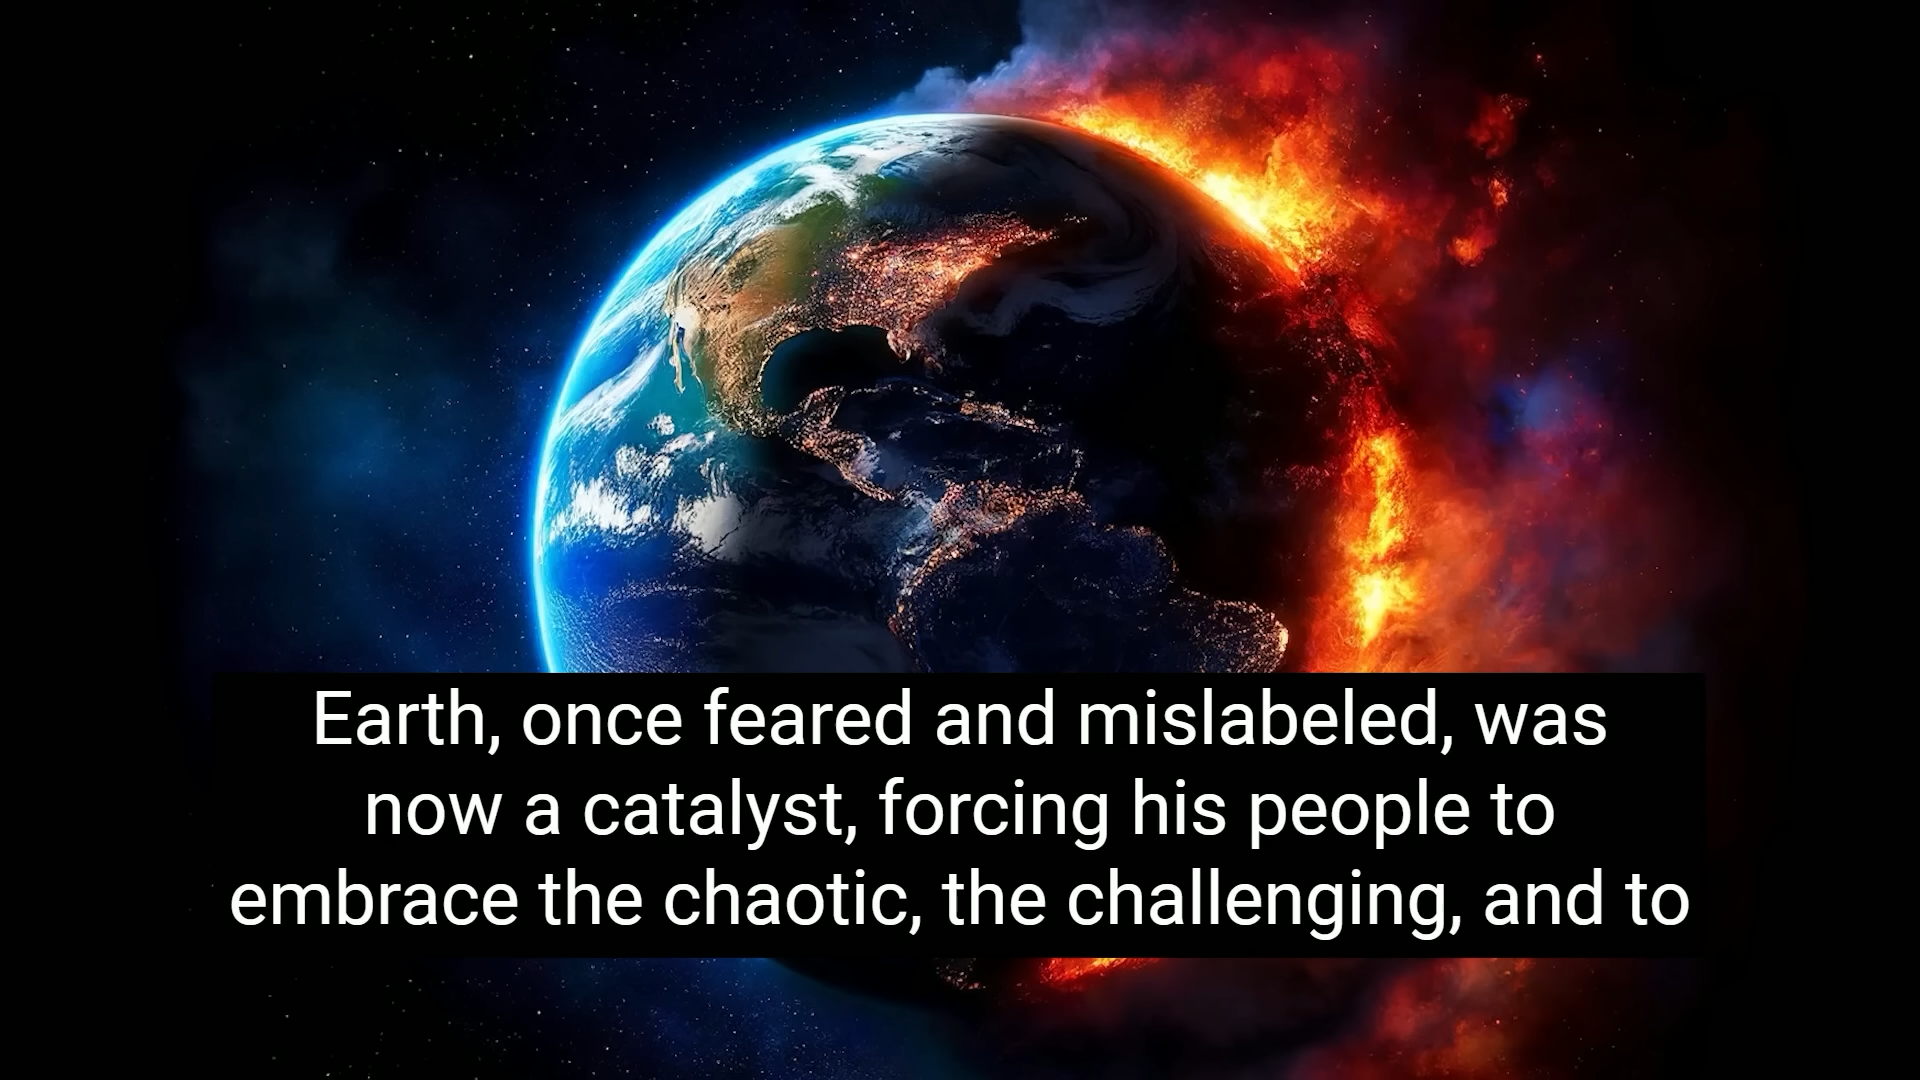 Earth, once feared and mislabeled, was
now a catalyst, forcing his people to
embrace the chaotic, the challenging, and to